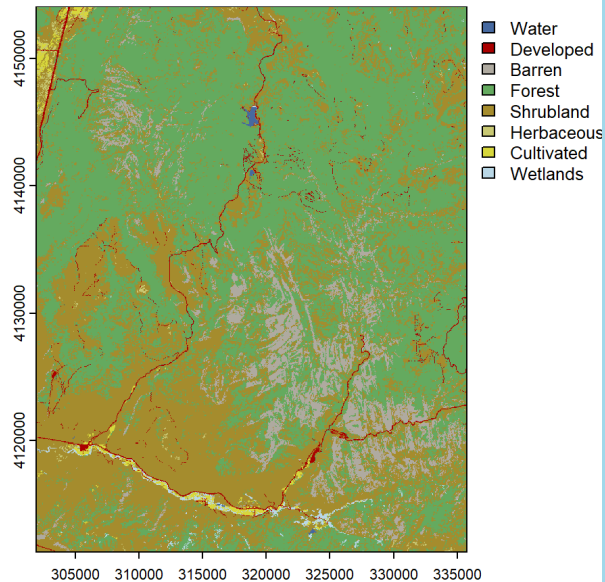 Water
Developed
Barren
Forest
Shrubland
Herbaceous
Cultivated
Wetlands
4150000
4140000
4130000
4120000
305000 310000 315000 320000 325000 330000 335000